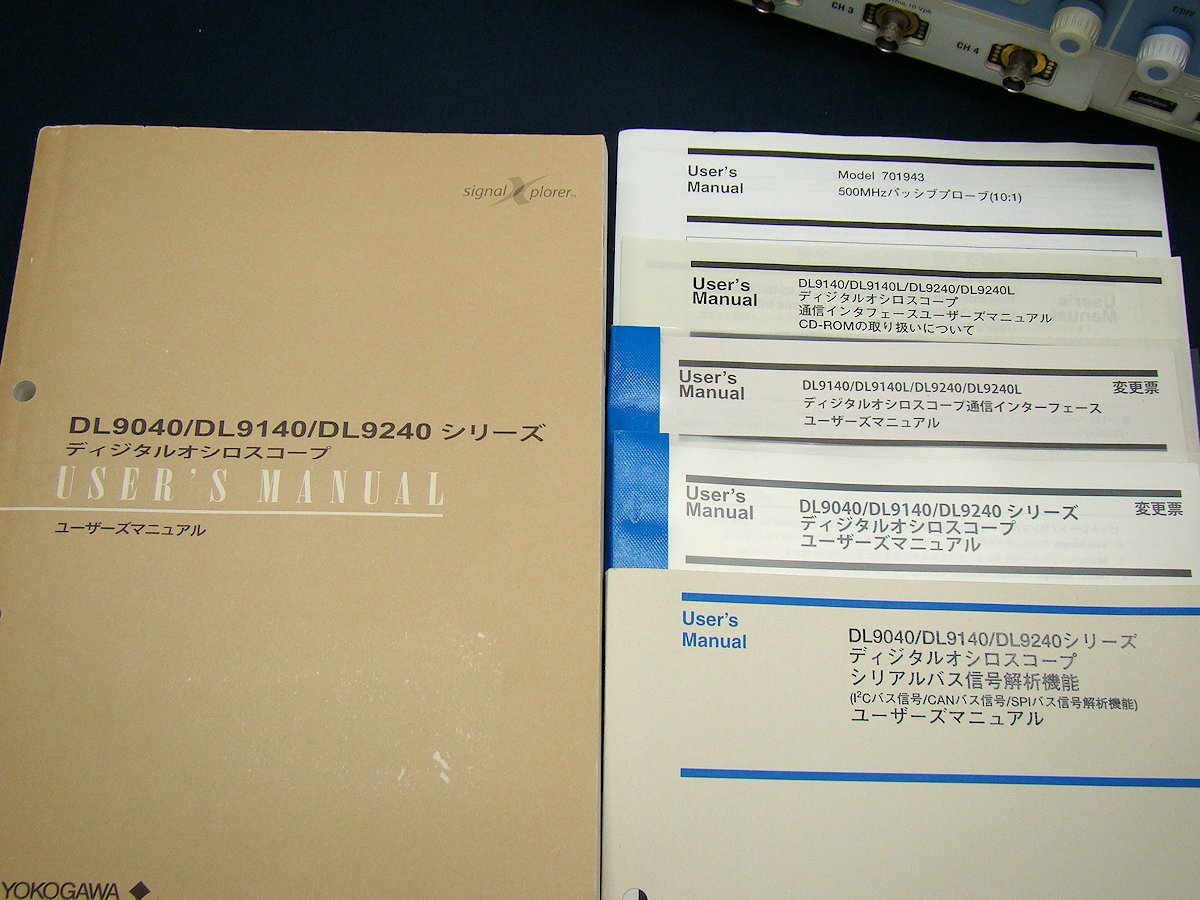 CH 3
CH 4
T/DIV
signalXplorer™
DL9040/DL9140/DL9240 シリーズ
ディジタルオシロスコープ
USER'S MANUAL
ユーザーズマニュアル
YOKOGAWA
User's
Manual
Model 701943
500MHzパッシブプローブ(10:1)
User's
Manual
DL9140/DL9140L/DL9240/DL9240L
ディジタルオシロスコープ
通信インタフェースユーザーズマニュアル
CD-ROMの取り扱いについて
User's
Manual
DL9140/DL9140L/DL9240/DL9240L
ディジタルオシロスコープ通信インターフェース
ユーザーズマニュアル
変更票
User's
Manual
DL9040/DL9140/DL9240 シリーズ
ディジタルオシロスコープ
ユーザーズマニュアル
変更票
User's
Manual
DL9040/DL9140/DL9240シリーズ
ディジタルオシロスコープ
シリアルバス信号解析機能
(I²Cバス信号/CANバス信号/SPIバス信号解析機能)
ユーザーズマニュアル